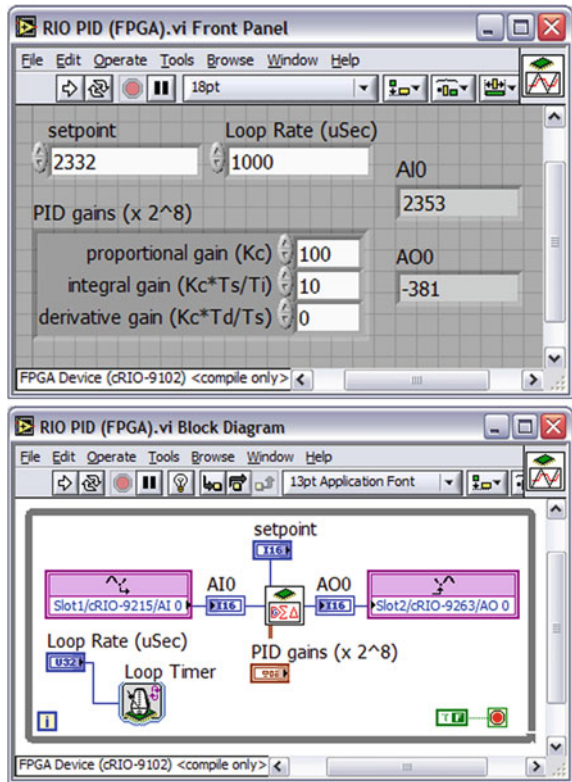 RIO PID (FPGA).vi Front Panel
File Edit Operate Tools Browse Window Help
18pt
setpoint Loop Rate (uSec)
2332 1000
AI0
2353
PID gains (x 2^8)
proportional gain (Kc) 100
AO0
integral gain (Kc*Ts/Ti) 10
-381
derivative gain (Kc*Td/Ts) 0
FPGA Device (cRIO-9102) <compile only>
RIO PID (FPGA).vi Block Diagram
File Edit Operate Tools Browse Window Help
13pt Application Font
setpoint
I16
AI0 AO0
Slot1/cRIO-9215/AI 0 I16 I16 Slot2/cRIO-9263/AO 0
Loop Rate (uSec)
PID gains (x 2^8)
U32
Loop Timer
i
T F
FPGA Device (cRIO-9102) <compile only>